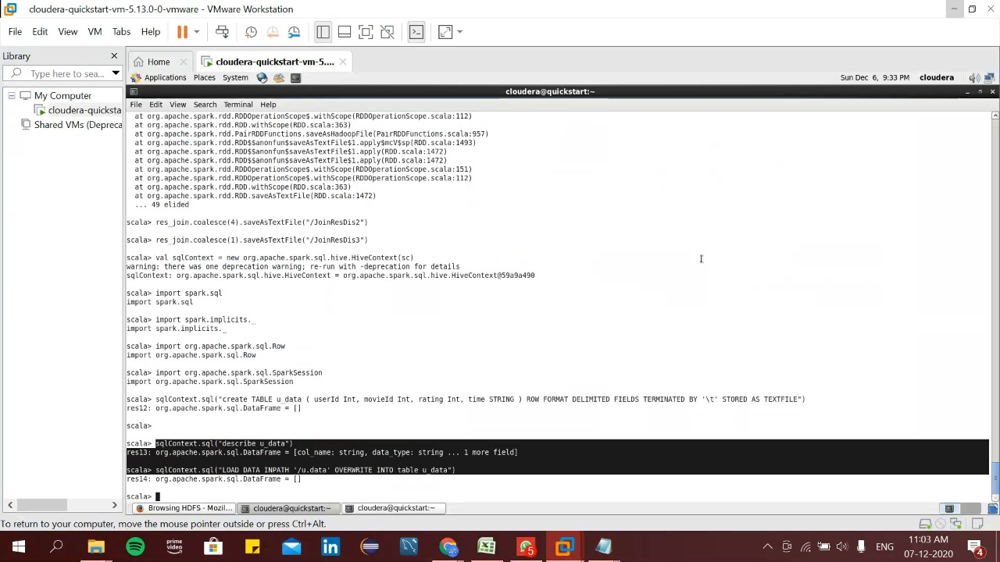 cloudera-quickstart-vm-5.13.0-0-vmware - VMware Workstation
File Edit View VM Tabs Help
Library
Home
cloudera-quickstart-vm-5....
Type here to sea...
Applications Places System
Sun Dec 6, 9:33 PM cloudera
My Computer
cloudera@quickstart:~
cloudera-quicksta
File Edit View Search Terminal Help
Shared VMs (Depreca
at org.apache.spark.rdd.RDDOperationScope$.withScope(RDDOperationScope.scala:112)
at org.apache.spark.rdd.RDD.withScope(RDD.scala:363)
at org.apache.spark.rdd.PairRDDFunctions.saveAsHadoopFile(PairRDDFunctions.scala:957)
at org.apache.spark.rdd.RDD$$anonfun$saveAsTextFile$1.apply$mcV$sp(RDD.scala:1493)
at org.apache.spark.rdd.RDD$$anonfun$saveAsTextFile$1.apply(RDD.scala:1472)
at org.apache.spark.rdd.RDD$$anonfun$saveAsTextFile$1.apply(RDD.scala:1472)
at org.apache.spark.rdd.RDDOperationScope$.withScope(RDDOperationScope.scala:151)
at org.apache.spark.rdd.RDDOperationScope$.withScope(RDDOperationScope.scala:112)
at org.apache.spark.rdd.RDD.withScope(RDD.scala:363)
at org.apache.spark.rdd.RDD.saveAsTextFile(RDD.scala:1472)
... 49 elided
scala> res_join.coalesce(4).saveAsTextFile("/JoinResDis2")
scala> res_join.coalesce(1).saveAsTextFile("/JoinResDis3")
scala> val sqlContext = new org.apache.spark.sql.hive.HiveContext(sc)
warning: there was one deprecation warning; re-run with -deprecation for details
sqlContext: org.apache.spark.sql.hive.HiveContext = org.apache.spark.sql.hive.HiveContext@59a9a490
scala> import spark.sql
import spark.sql
scala> import spark.implicits._
import spark.implicits._
scala> import org.apache.spark.sql.Row
import org.apache.spark.sql.Row
scala> import org.apache.spark.sql.SparkSession
import org.apache.spark.sql.SparkSession
scala> sqlContext.sql("create TABLE u_data ( userId Int, movieId Int, rating Int, time STRING ) ROW FORMAT DELIMITED FIELDS TERMINATED BY '\t' STORED AS TEXTFILE")
res12: org.apache.spark.sql.DataFrame = []
scala>
scala> sqlContext.sql("describe u_data")
res13: org.apache.spark.sql.DataFrame = [col_name: string, data_type: string ... 1 more field]
scala> sqlContext.sql("LOAD DATA INPATH '/u.data' OVERWRITE INTO table u_data")
res14: org.apache.spark.sql.DataFrame = []
scala>
Browsing HDFS - Mozil... cloudera@quickstart:~ cloudera@quickstart:~
To return to your computer, move the mouse pointer outside or press Ctrl+Alt.
prime video
5
ENG
11:03 AM
07-12-2020
4